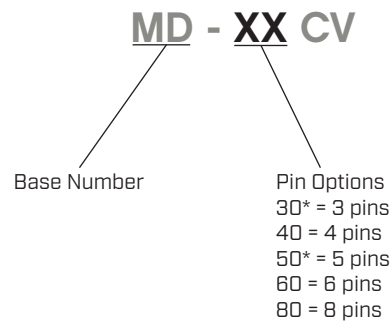 MD - XX CV
Base Number
Pin Options
30* = 3 pins
40 = 4 pins
50* = 5 pins
60 = 6 pins
80 = 8 pins